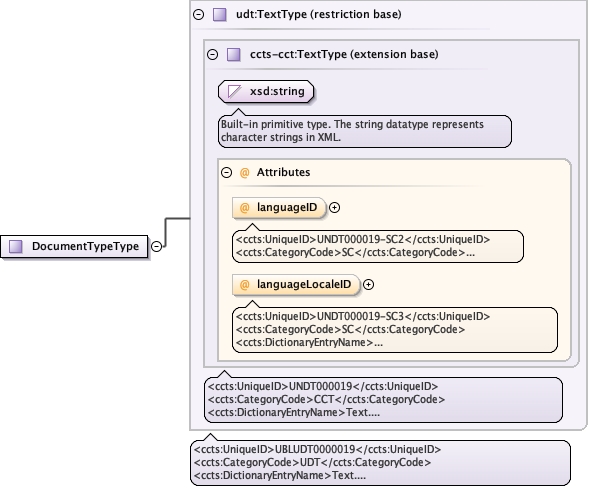 udt:TextType (restriction base)
ccts-cct:TextType (extension base)
xsd:string
Built-in primitive type. The string datatype represents
character strings in XML.
@ Attributes
@ languageID
<ccts:UniqueID>UNDT000019-SC2</ccts:UniqueID>
<ccts:CategoryCode>SC</ccts:CategoryCode>...
DocumentTypeType
@ languageLocaleID
<ccts:UniqueID>UNDT000019-SC3</ccts:UniqueID>
<ccts:CategoryCode>SC</ccts:CategoryCode>
<ccts:DictionaryEntryName>...
<ccts:UniqueID>UNDT000019</ccts:UniqueID>
<ccts:CategoryCode>CCT</ccts:CategoryCode>
<ccts:DictionaryEntryName>Text....
<ccts:UniqueID>UBLUDT0000019</ccts:UniqueID>
<ccts:CategoryCode>UDT</ccts:CategoryCode>
<ccts:DictionaryEntryName>Text....